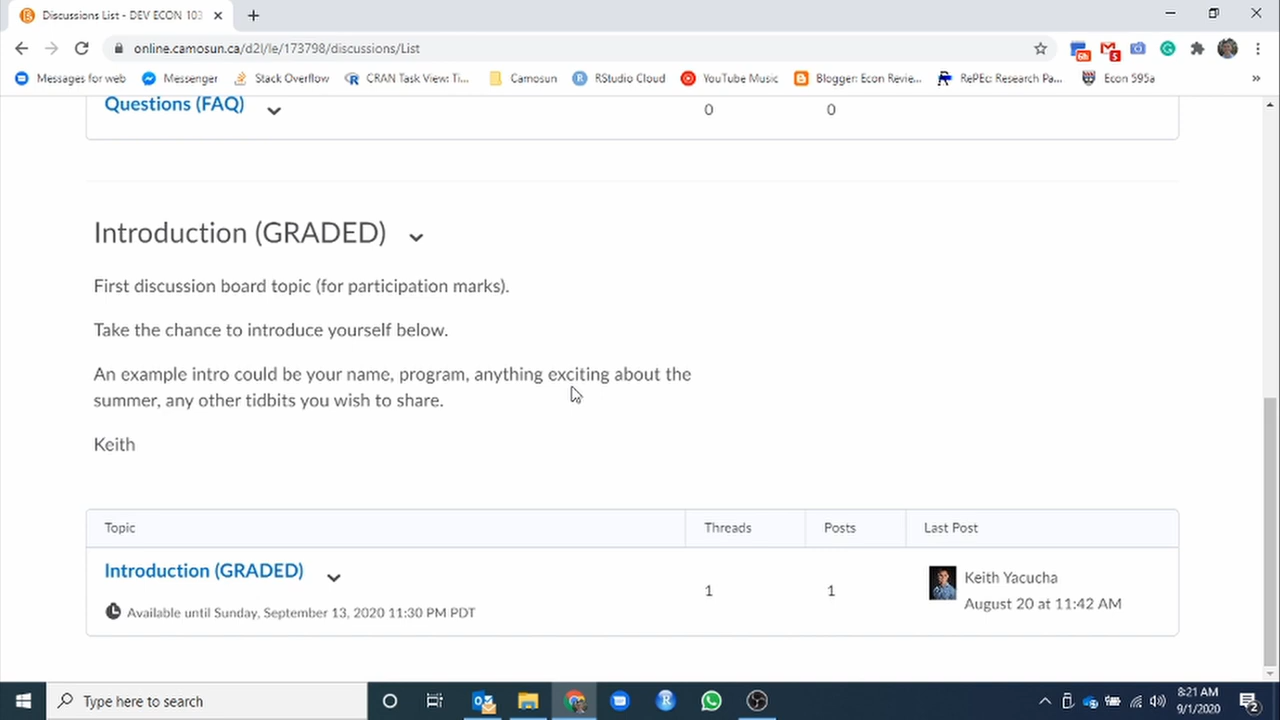 Discussions List - DEV ECON 103
online.camosun.ca/d2l/le/173798/discussions/List
6h
5
Messages for web
Messenger
Stack Overflow
CRAN Task View: Ti...
Camosun
RStudio Cloud
YouTube Music
Blogger: Econ Revie...
RePEc: Research Pa...
Econ 595a
»
Questions (FAQ)
0
0
Introduction (GRADED)
First discussion board topic (for participation marks).
Take the chance to introduce yourself below.
An example intro could be your name, program, anything exciting about the
summer, any other tidbits you wish to share.
Keith
Topic
Threads
Posts
Last Post
Introduction (GRADED)
1
1
Keith Yacucha
Available until Sunday, September 13, 2020 11:30 PM PDT
August 20 at 11:42 AM
Type here to search
8:21 AM
9/1/2020
2